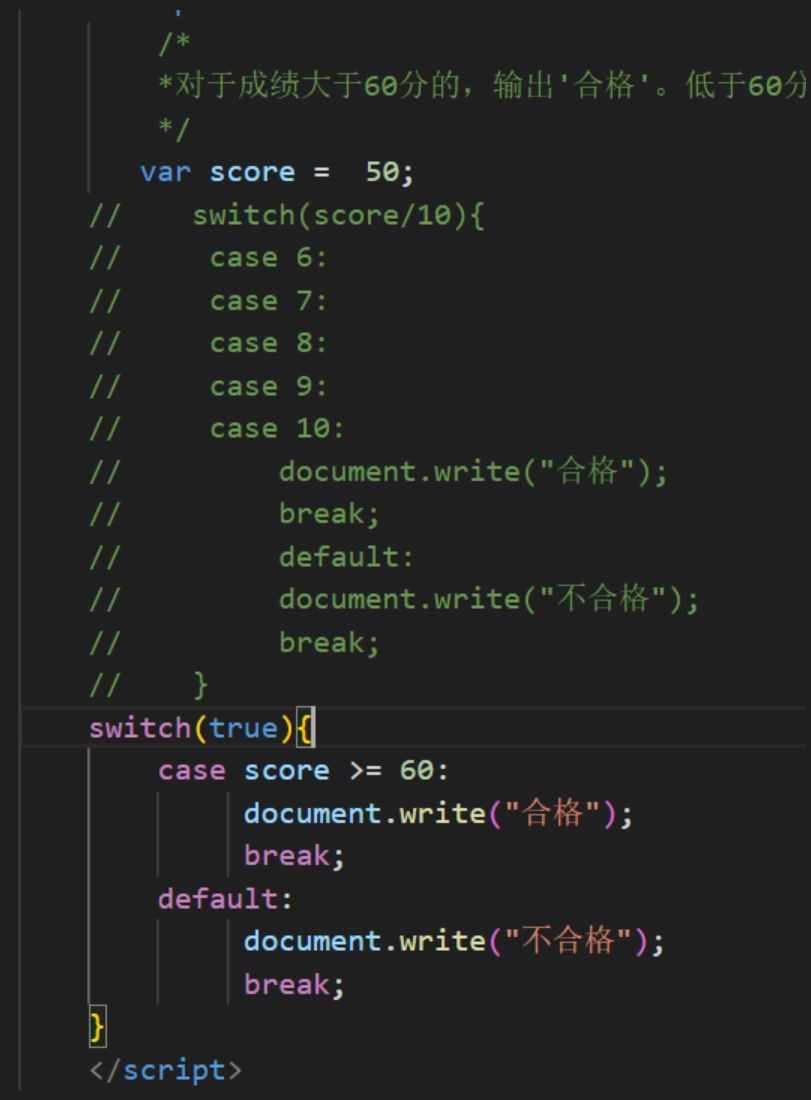 /*
*对于成绩大于60分的，输出'合格'。低于60分
*/
var score =  50;
//    switch(score/10){
//     case 6:
//     case 7:
//     case 8:
//     case 9:
//     case 10:
//         document.write("合格");
//         break;
//         default:
//         document.write("不合格");
//         break;
//    }
switch(true){
    case score >= 60:
         document.write("合格");
         break;
    default:
         document.write("不合格");
         break;
}
</script>